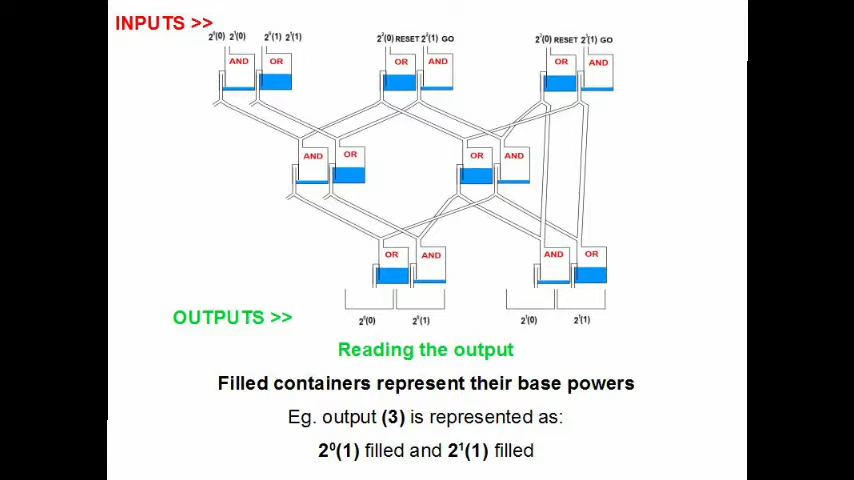 INPUTS >>
2⁰(0) 2¹(0) 2⁰(1) 2¹(1)
2⁰(0) RESET 2⁰(1) GO
2¹(0) RESET 2¹(1) GO
AND OR OR AND OR AND
AND OR OR AND
OR AND AND OR
OUTPUTS >>
2⁰(0) 2⁰(1) 2¹(0) 2¹(1)
Reading the output
Filled containers represent their base powers
Eg. output (3) is represented as:
2⁰(1) filled and 2¹(1) filled